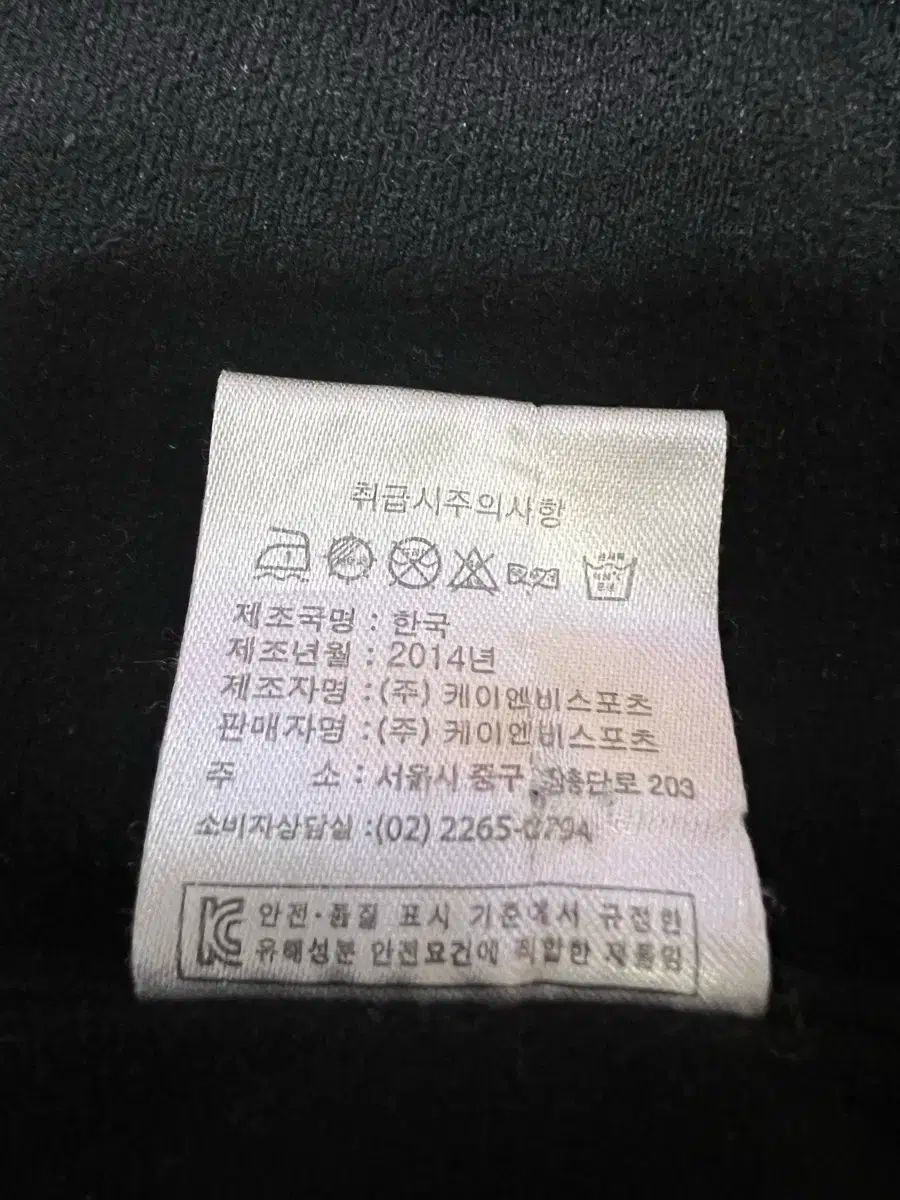 취급시주의사항
제조국명 : 한국
제조년월 : 2014년
제조자명 : (주) 케이엔비스포츠
판매자명 : (주) 케이엔비스포츠
주 소 : 서울시 중구 장충단로 203
소비자상담실 : (02) 2265-0794
안전·품질 표시 기준에서 규정한
유해성분 안전요건에 적합한 제품임